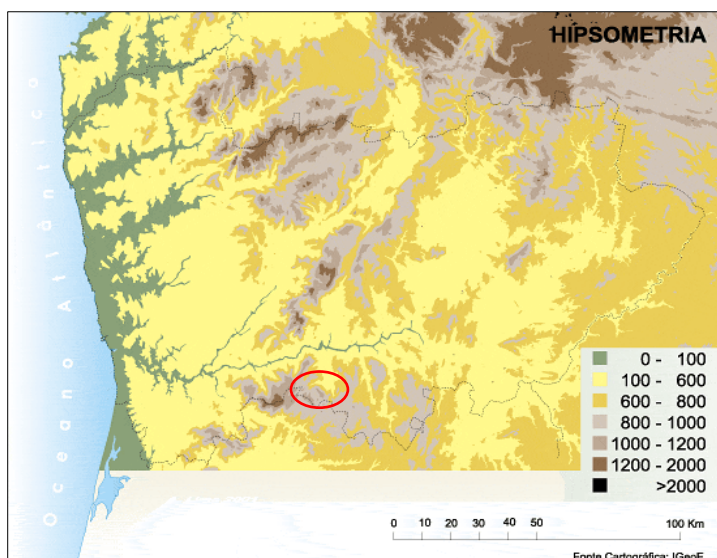 HIPSOMETRIA
Oceano Atlântico
0 - 100
100 - 600
600 - 800
800 - 1000
1000 - 1200
1200 - 2000
>2000
0 10 20 30 40 50 100 Km
Fonte Cartográfica: IGeoE